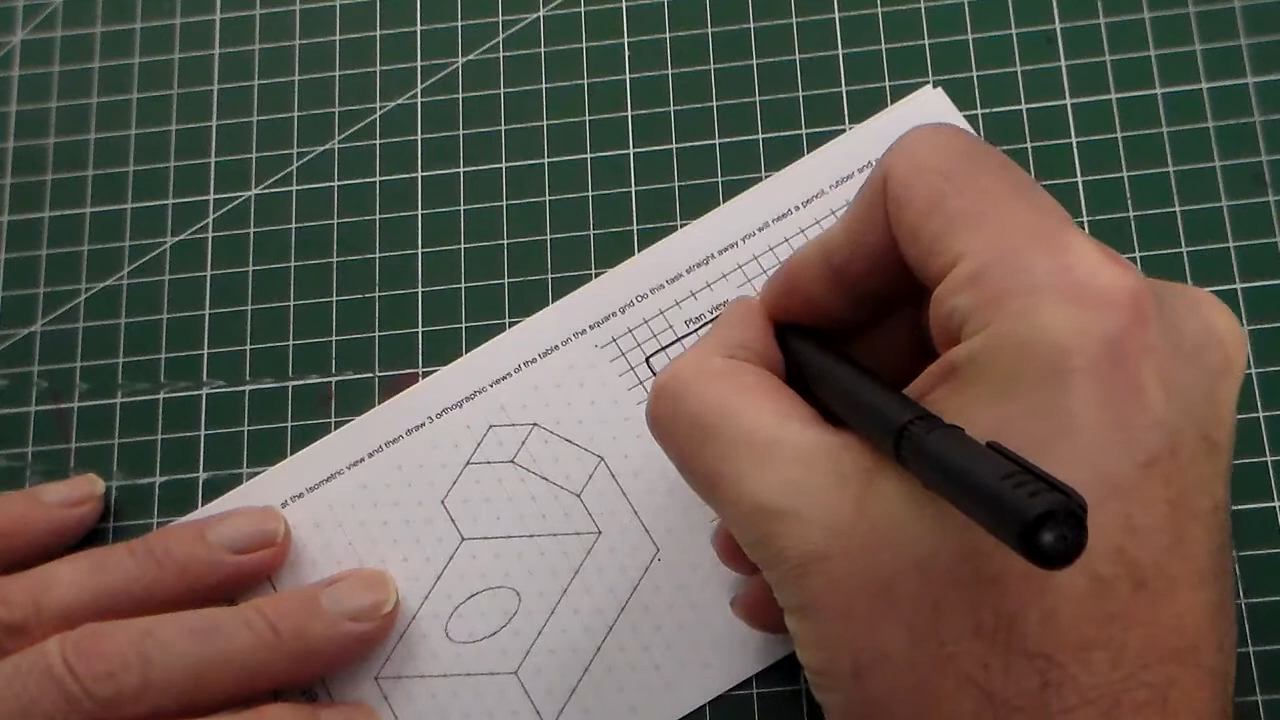 at the Isometric view and then draw 3 orthographic views of the table on the square grid Do this task straight away you will need a pencil, rubber and
Plan view